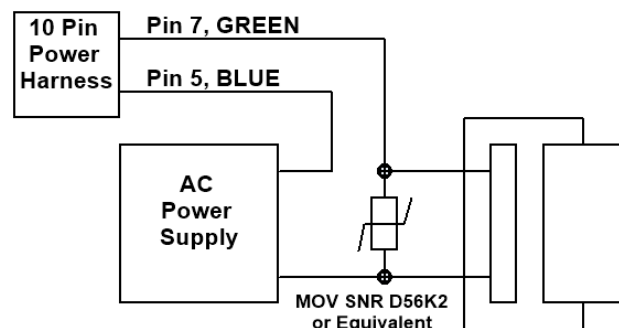 10 Pin
Power
Harness
Pin 7, GREEN
Pin 5, BLUE
AC
Power
Supply
MOV SNR D56K2
or Equivalent